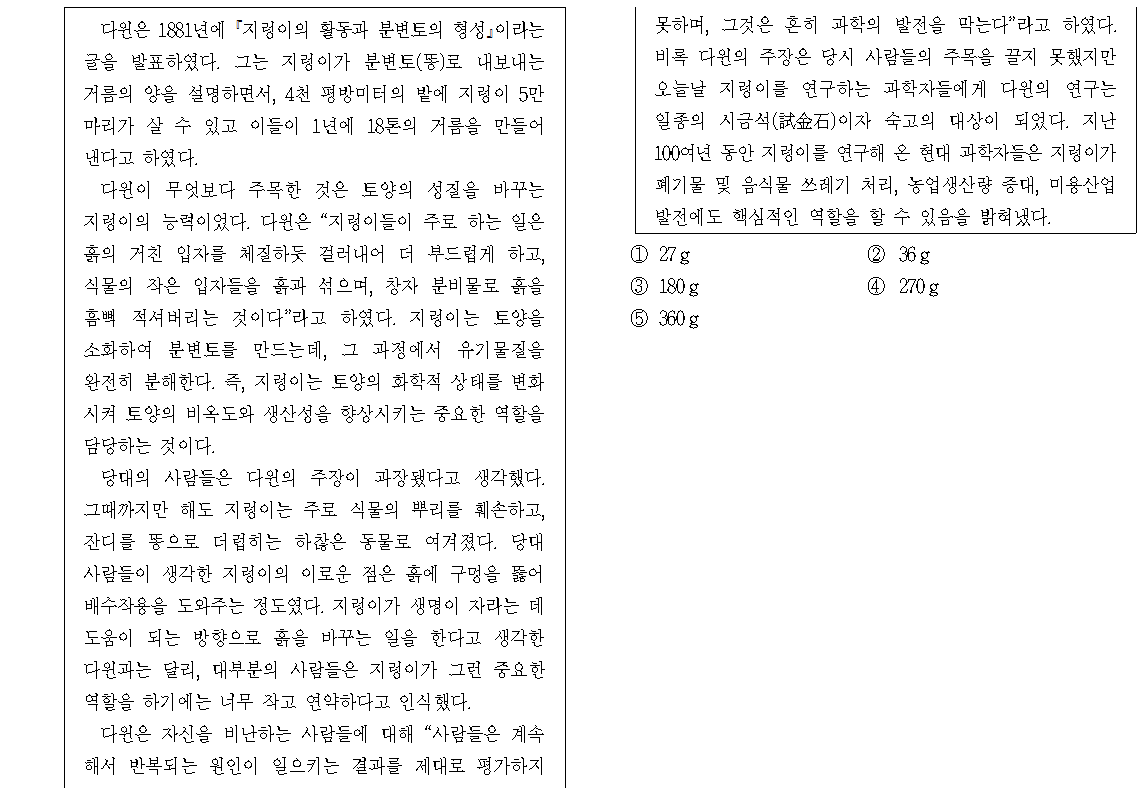 다윈은 1881년에 『지렁이의 활동과 분변토의 형성』이라는
글을 발표하였다. 그는 지렁이가 분변토(똥)로 내보내는
거름의 양을 설명하면서, 4천 평방미터의 밭에 지렁이 5만
마리가 살 수 있고 이들이 1년에 18톤의 거름을 만들어
낸다고 하였다.
다윈이 무엇보다 주목한 것은 토양의 성질을 바꾸는
지렁이의 능력이었다. 다윈은 “지렁이들이 주로 하는 일은
흙의 거친 입자를 체질하듯 걸러내어 더 부드럽게 하고,
식물의 작은 입자들을 흙과 섞으며, 창자 분비물로 흙을
흠뻑 적셔버리는 것이다”라고 하였다. 지렁이는 토양을
소화하여 분변토를 만드는데, 그 과정에서 유기물질을
완전히 분해한다. 즉, 지렁이는 토양의 화학적 상태를 변화
시켜 토양의 비옥도와 생산성을 향상시키는 중요한 역할을
담당하는 것이다.
당대의 사람들은 다윈의 주장이 과장됐다고 생각했다.
그때까지만 해도 지렁이는 주로 식물의 뿌리를 훼손하고,
잔디를 똥으로 더럽히는 하찮은 동물로 여겨졌다. 당대
사람들이 생각한 지렁이의 이로운 점은 흙에 구멍을 뚫어
배수작용을 도와주는 정도였다. 지렁이가 생명이 자라는 데
도움이 되는 방향으로 흙을 바꾸는 일을 한다고 생각한
다윈과는 달리, 대부분의 사람들은 지렁이가 그런 중요한
역할을 하기에는 너무 작고 연약하다고 인식했다.
다윈은 자신을 비난하는 사람들에 대해 “사람들은 계속
해서 반복되는 원인이 일으키는 결과를 제대로 평가하지
못하며, 그것은 흔히 과학의 발전을 막는다”라고 하였다.
비록 다윈의 주장은 당시 사람들의 주목을 끌지 못했지만
오늘날 지렁이를 연구하는 과학자들에게 다윈의 연구는
일종의 시금석(試金石)이자 숙고의 대상이 되었다. 지난
100여년 동안 지렁이를 연구해 온 현대 과학자들은 지렁이가
폐기물 및 음식물 쓰레기 처리, 농업생산량 증대, 미용산업
발전에도 핵심적인 역할을 할 수 있음을 밝혀냈다.
① 27 g ② 36 g
③ 180 g ④ 270 g
⑤ 360 g